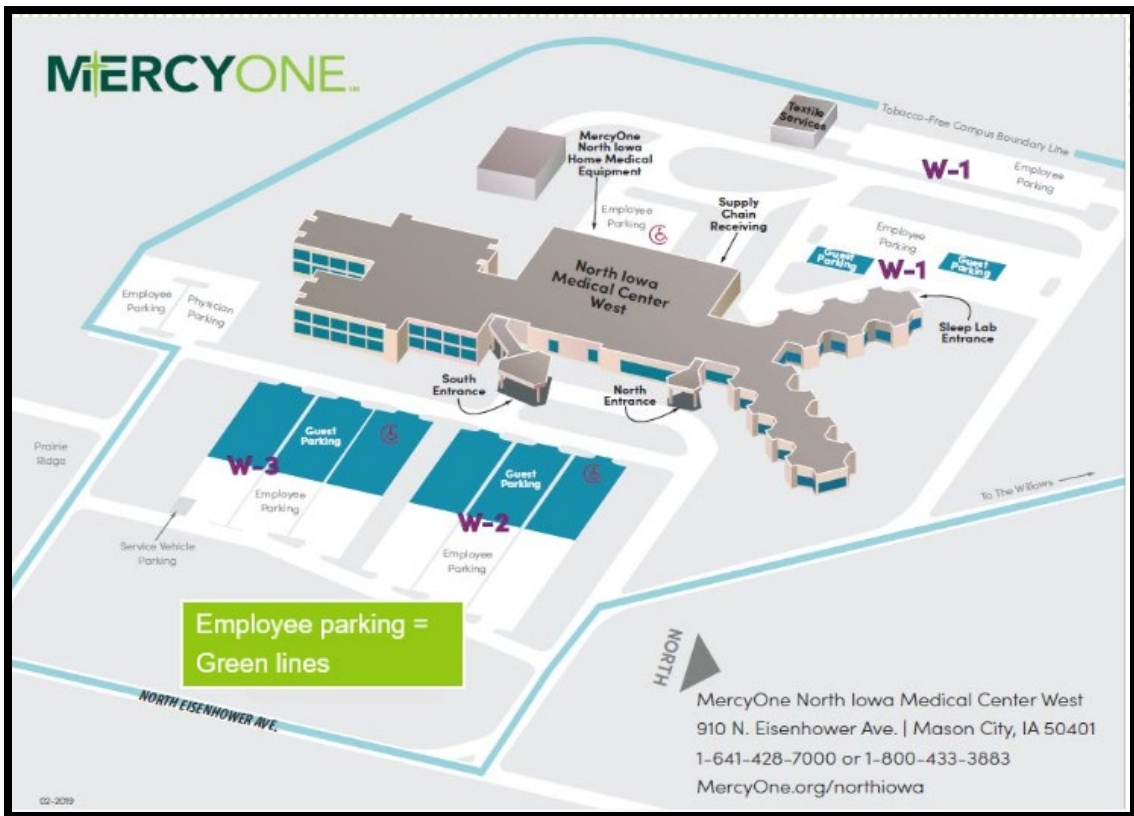 MERCYONE
Textile
Services
Tobacco-Free Campus Boundary Line
MercyOne
North Iowa
Home Medical
Equipment
W-1
Employee
Parking
Supply
Chain
Receiving
Employee
Parking
Employee
Parking
Guest
Parking
W-1
Guest
Parking
North Iowa
Medical Center
West
Employee
Parking
Physician
Parking
Sleep Lab
Entrance
South
Entrance
North
Entrance
Guest
Parking
Prairie
Ridge
W-3
Employee
Parking
Guest
Parking
W-2
Employee
Parking
To The Willows
Service Vehicle
Parking
Employee parking =
Green lines
NORTH
NORTH EISENHOWER AVE.
MercyOne North Iowa Medical Center West
910 N. Eisenhower Ave. | Mason City, IA 50401
1-641-428-7000 or 1-800-433-3883
MercyOne.org/northiowa
02-2019